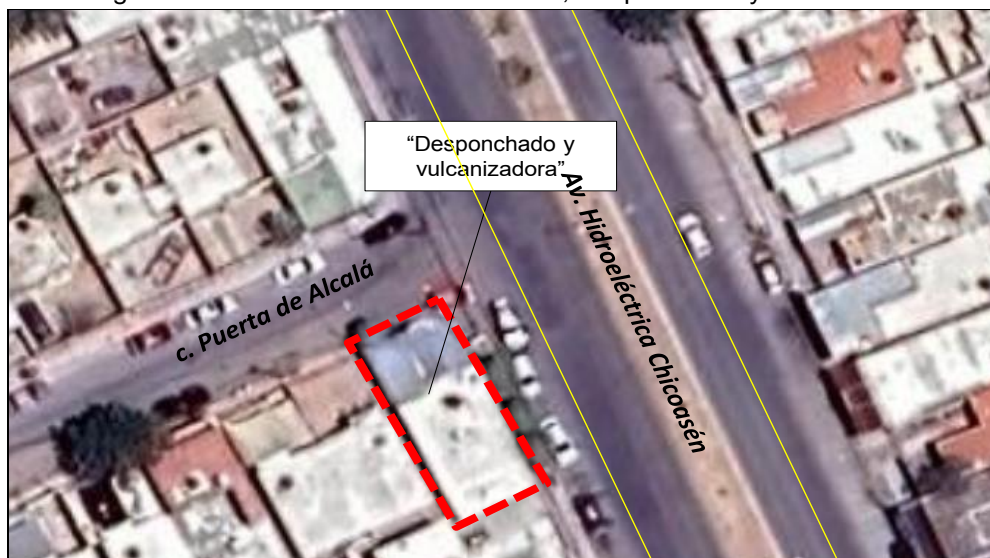 “Desponchado y
vulcanizadora”
Av. Hidroeléctrica Chicoasén
c. Puerta de Alcalá